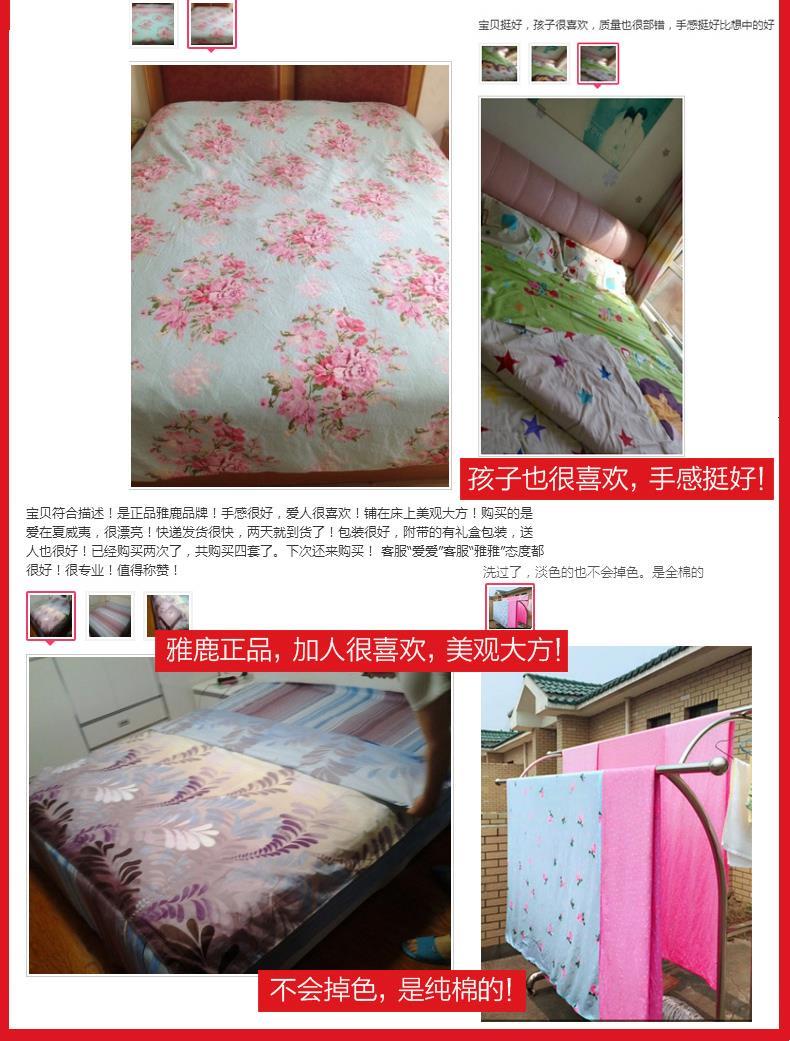 宝贝挺好，孩子很喜欢，质量也很部错，手感挺好比想中的好
孩子也很喜欢，手感挺好！
宝贝符合描述！是正品雅鹿品牌！手感很好，爱人很喜欢！铺在床上美观大方！购买的是
爱在夏威夷，很漂亮！快递发货很快，两天就到货了！包装很好，附带的有礼盒包装，送
人也很好！已经购买两次了，共购买四套了。下次还来购买！ 客服“爱爱”客服“雅雅”态度都
很好！很专业！值得称赞！
洗过了，淡色的也不会掉色。是全棉的
雅鹿正品，加人很喜欢，美观大方！
不会掉色，是纯棉的！